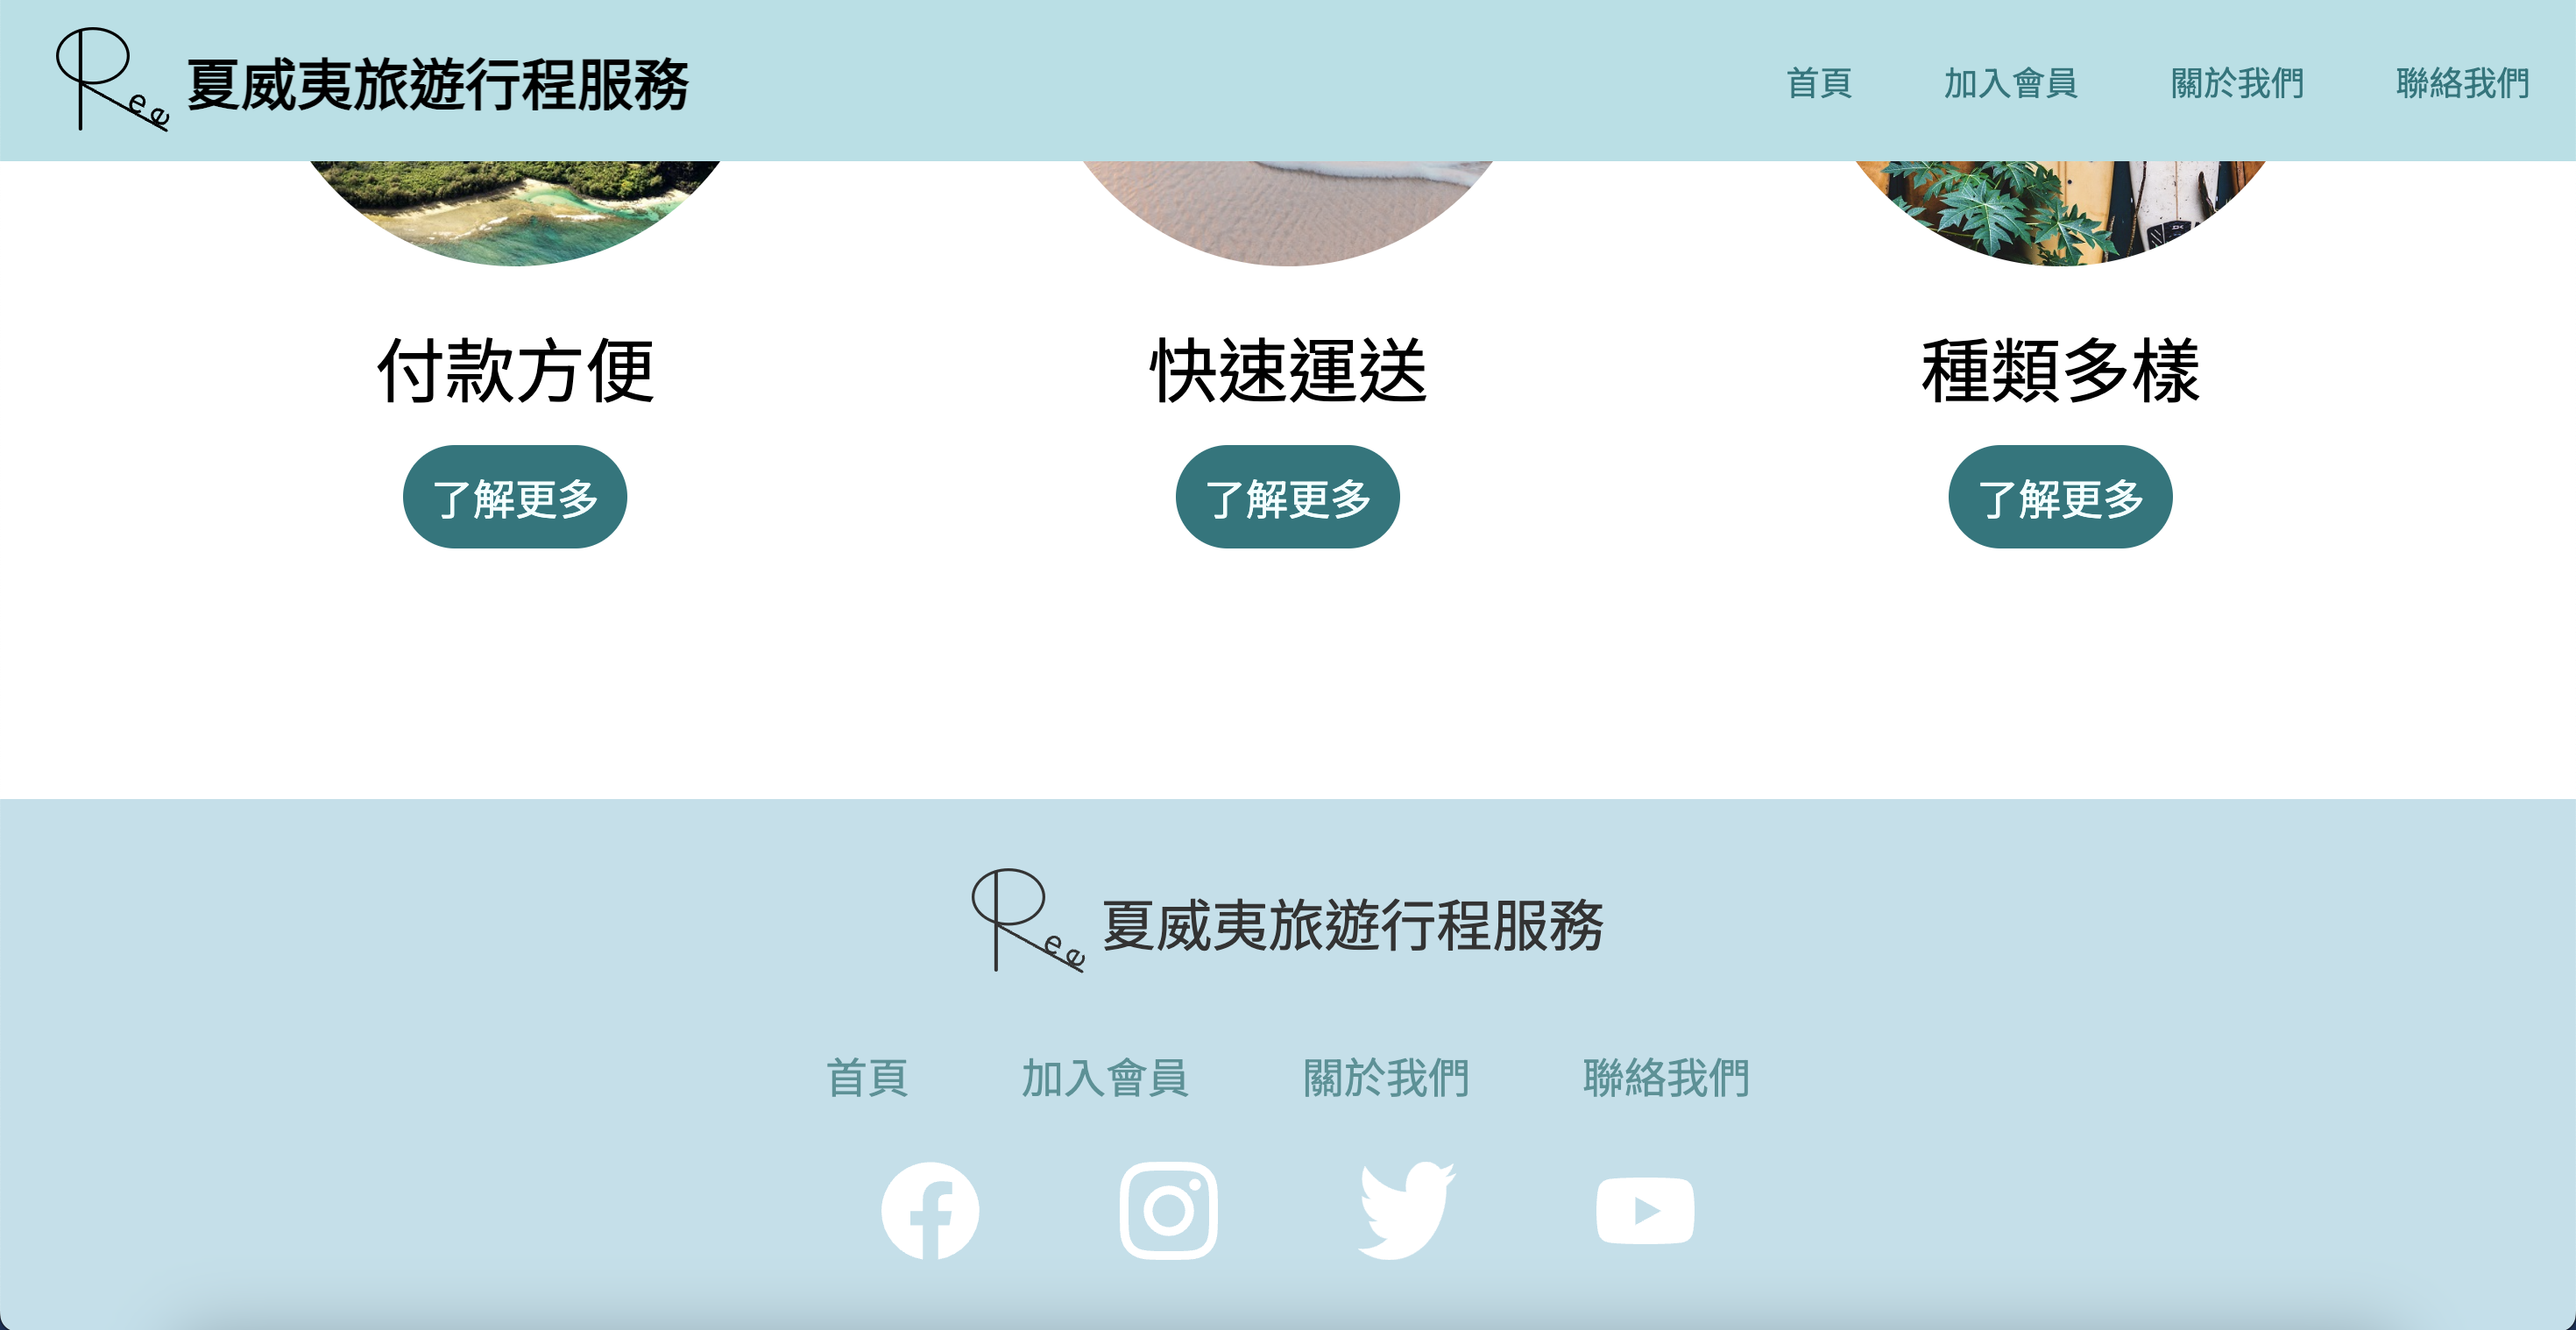 Ree 夏威夷旅遊行程服務
首頁 加入會員 關於我們 聯絡我們
付款方便 快速運送 種類多樣
了解更多 了解更多 了解更多
Ree 夏威夷旅遊行程服務
首頁 加入會員 關於我們 聯絡我們